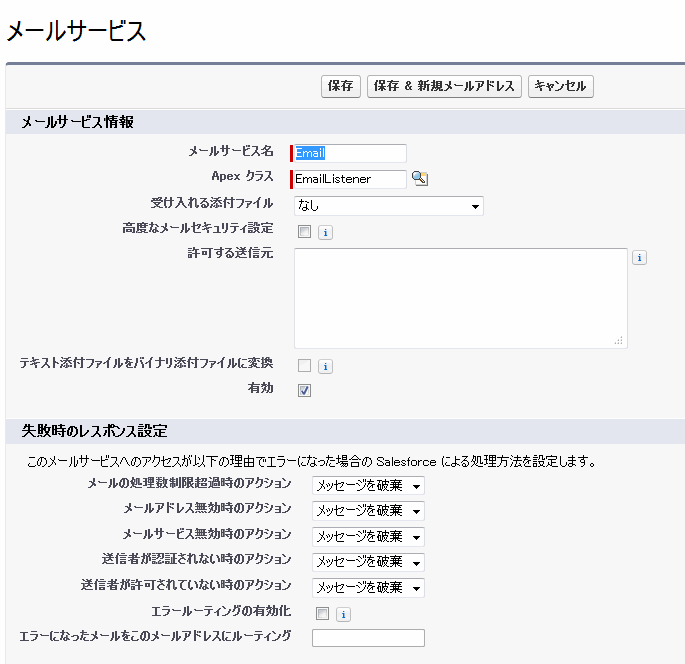 メールサービス
保存 保存 & 新規メールアドレス キャンセル
メールサービス情報
メールサービス名 Email
Apex クラス EmailListener
受け入れる添付ファイル なし
高度なメールセキュリティ設定 i
許可する送信元 i
テキスト添付ファイルをバイナリ添付ファイルに変換 i
有効
失敗時のレスポンス設定
このメールサービスへのアクセスが以下の理由でエラーになった場合の Salesforce による処理方法を設定します。
メールの処理数制限超過時のアクション メッセージを破棄
メールアドレス無効時のアクション メッセージを破棄
メールサービス無効時のアクション メッセージを破棄
送信者が認証されない時のアクション メッセージを破棄
送信者が許可されていない時のアクション メッセージを破棄
エラールーティングの有効化 i
エラーになったメールをこのメールアドレスにルーティング